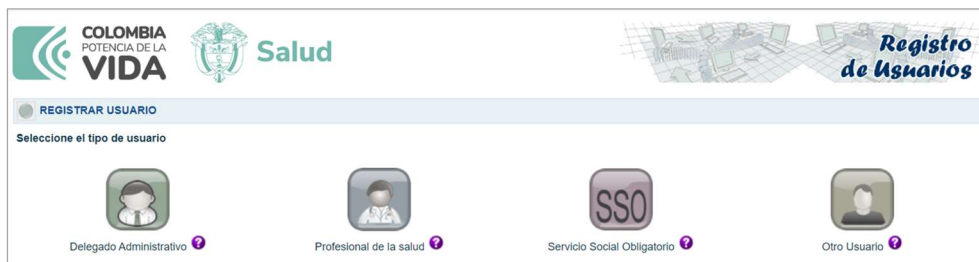 COLOMBIA
POTENCIA DE LA
VIDA
Salud
Registro
de Usuarios
REGISTRAR USUARIO
Seleccione el tipo de usuario
SSO
Delegado Administrativo ?
Profesional de la salud ?
Servicio Social Obligatorio ?
Otro Usuario ?